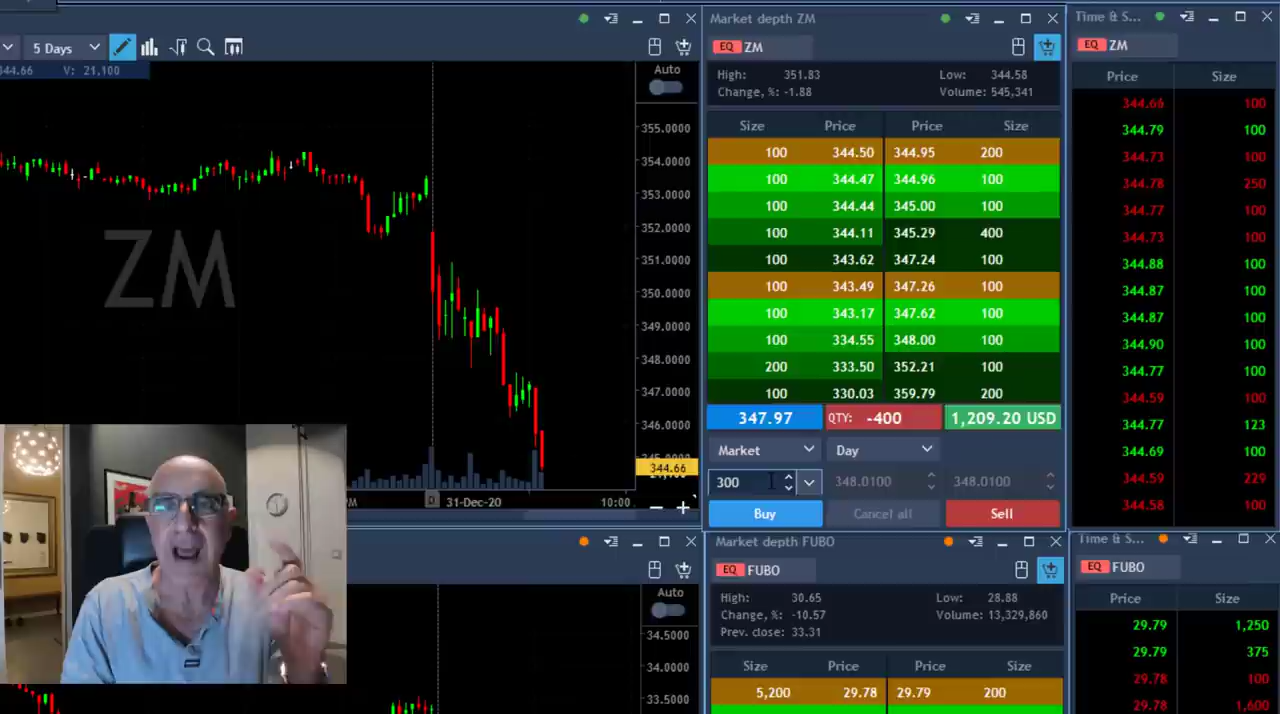 5 Days
Market depth ZM
Time & S...
EQ ZM
EQ ZM
344.66 V: 21,100
Auto
High: 351.83 Low: 344.58
Change, %: -1.88 Volume: 545,341
Price Size
Size Price Price Size
355.0000
354.0000
353.0000
352.0000
351.0000
350.0000
349.0000
348.0000
347.0000
346.0000
344.66
ZM
31-Dec-20 10:00
100 344.50 344.95 200
100 344.47 344.96 100
100 344.44 345.00 100
100 344.11 345.29 400
100 343.62 347.24 100
100 343.49 347.26 100
100 343.17 347.62 100
100 334.55 348.00 100
200 333.50 352.21 100
100 330.03 359.79 200
347.97 QTY: -400 1,209.20 USD
Market Day
300 348.0100 348.0100
Buy Cancel all Sell
344.66 100
344.79 100
344.73 100
344.78 250
344.77 100
344.73 100
344.88 100
344.87 100
344.87 100
344.90 100
344.77 100
344.59 100
344.77 123
344.69 100
344.59 229
344.58 100
Auto
34.5000
34.0000
33.5000
Market depth FUBO
EQ FUBO
High: 30.65 Low: 28.88
Change, %: -10.57 Volume: 13,329,860
Prev. close: 33.31
Size Price Price Size
5,200 29.78 29.79 200
Time & S...
EQ FUBO
Price Size
29.79 1,250
29.79 375
29.78 100
29.78 1,600